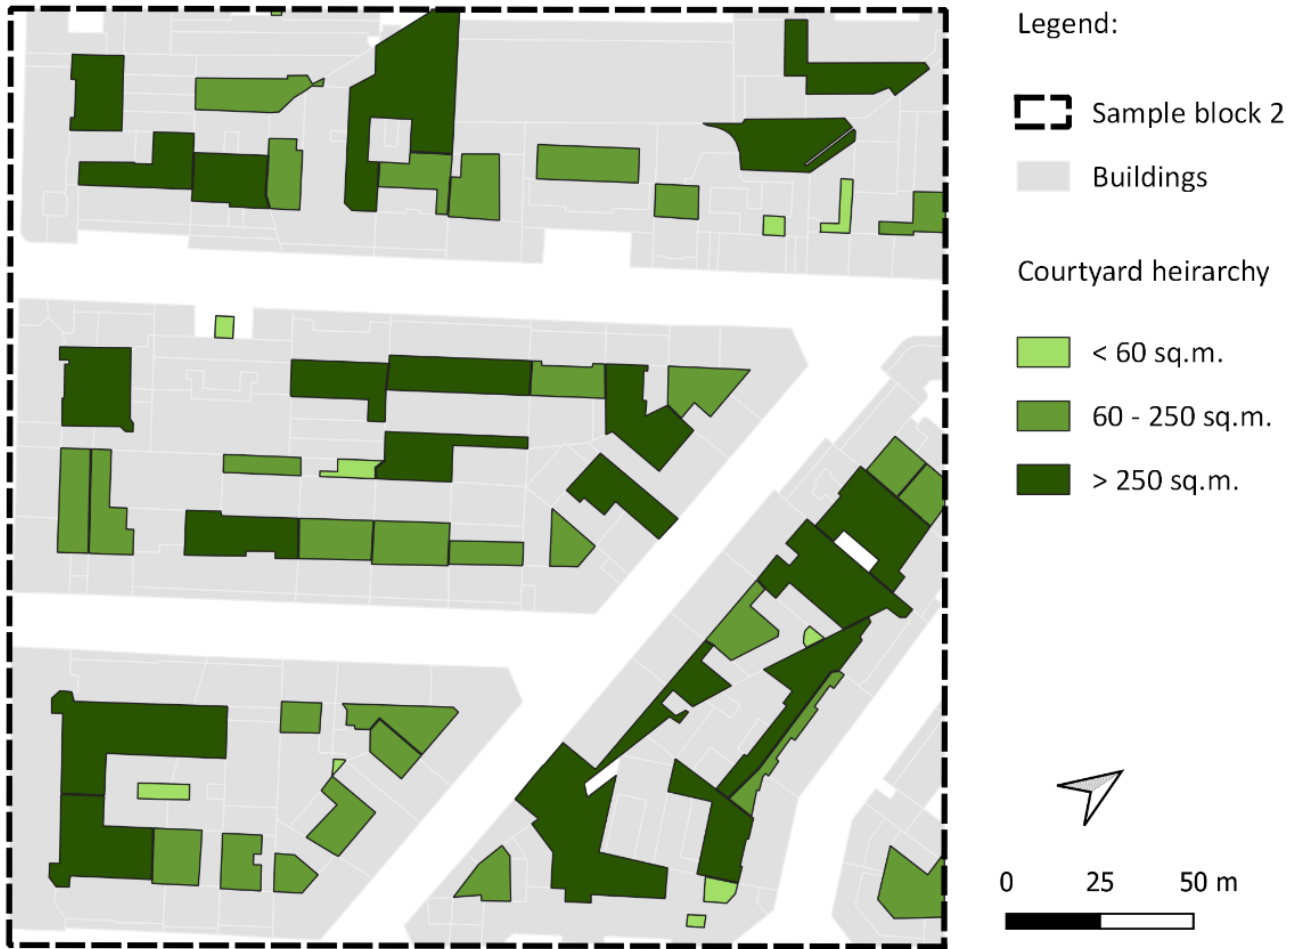 Legend:
Sample block 2
Buildings
Courtyard heirarchy
< 60 sq.m.
60 - 250 sq.m.
> 250 sq.m.
0 25 50 m